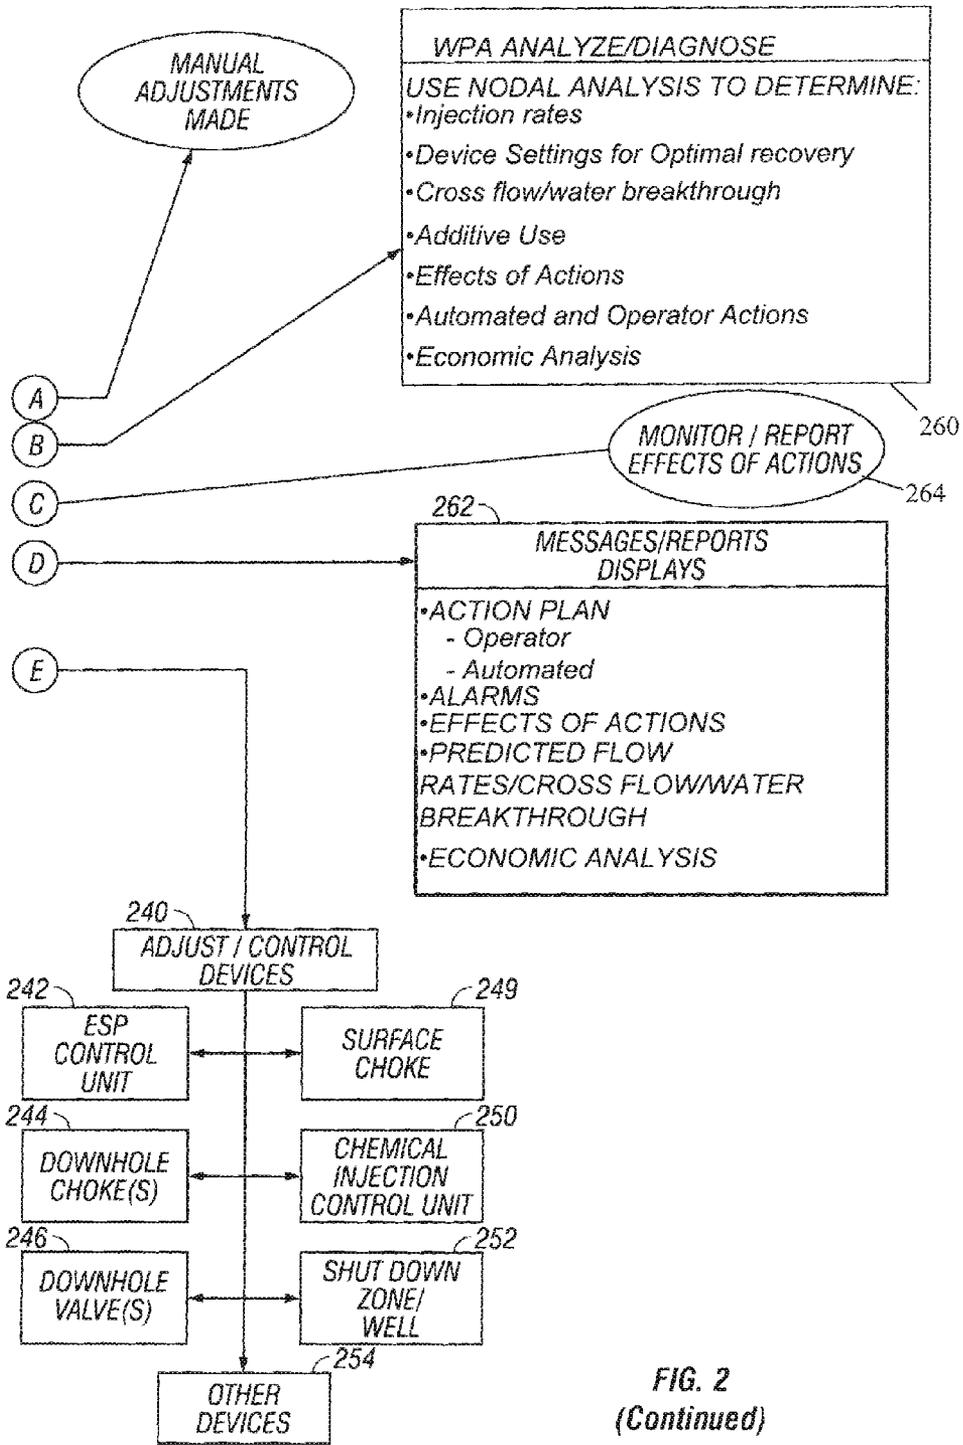 MANUAL
ADJUSTMENTS
MADE
WPA ANALYZE/DIAGNOSE
USE NODAL ANALYSIS TO DETERMINE:
•Injection rates
•Device Settings for Optimal recovery
•Cross flow/water breakthrough
•Additive Use
•Effects of Actions
•Automated and Operator Actions
•Economic Analysis
260
A
B
C
D
E
MONITOR / REPORT
EFFECTS OF ACTIONS
264
262
MESSAGES/REPORTS
DISPLAYS
•ACTION PLAN
- Operator
- Automated
•ALARMS
•EFFECTS OF ACTIONS
•PREDICTED FLOW
RATES/CROSS FLOW/WATER
BREAKTHROUGH
•ECONOMIC ANALYSIS
240
ADJUST / CONTROL
DEVICES
242
ESP
CONTROL
UNIT
249
SURFACE
CHOKE
244
DOWNHOLE
CHOKE(S)
250
CHEMICAL
INJECTION
CONTROL UNIT
246
DOWNHOLE
VALVE(S)
252
SHUT DOWN
ZONE/
WELL
254
OTHER
DEVICES
FIG. 2
(Continued)